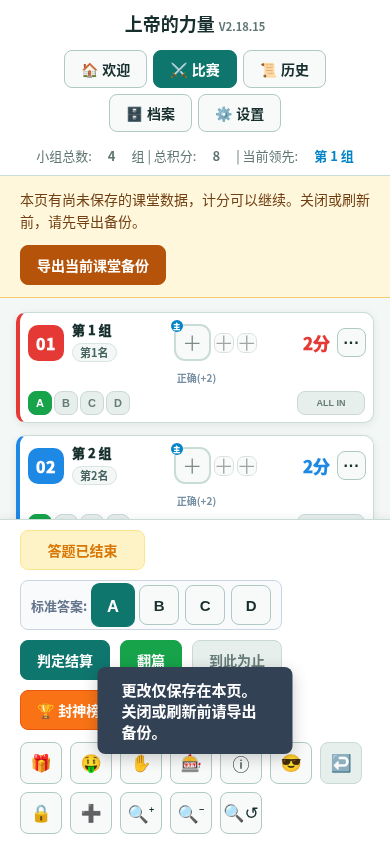 上帝的力量 V2.18.15
🏠 欢迎 ⚔️ 比赛 📜 历史
🗄️ 档案 ⚙️ 设置
小组总数: 4 组 | 总积分: 8 | 当前领先: 第 1 组
本页有尚未保存的课堂数据，计分可以继续。关闭或刷新
前，请先导出备份。
导出当前课堂备份
01 第 1 组 主 2分 ...
第1名
正确(+2)
A B C D ALL IN
02 第 2 组 主 2分 ...
第2名
正确(+2)
答题已结束
标准答案: A B C D
判定结算 翻篇 到此为止
🏆 封神榜
更改仅保存在本页。
关闭或刷新前请导出
备份。